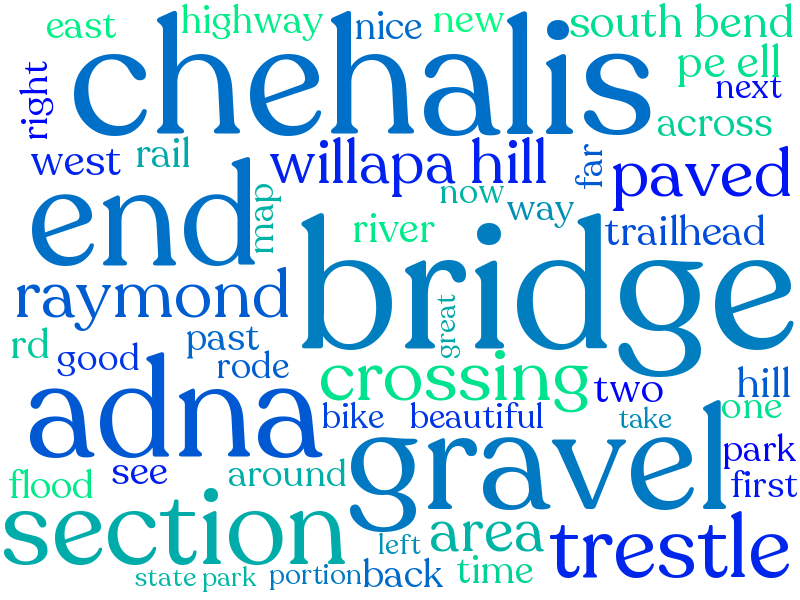 east
highway
nice
new
south bend
chehalis
pe ell
right
next
across
west
rail
willapa hill
far
paved
end
map
now
way
river
trailhead
bridge
raymond
great
rd
good
past
rode
crossing
two
hill
adna
bike
beautiful
take
one
gravel
park
see
around
first
flood
section
left
area
trestle
state park
portion
back
time